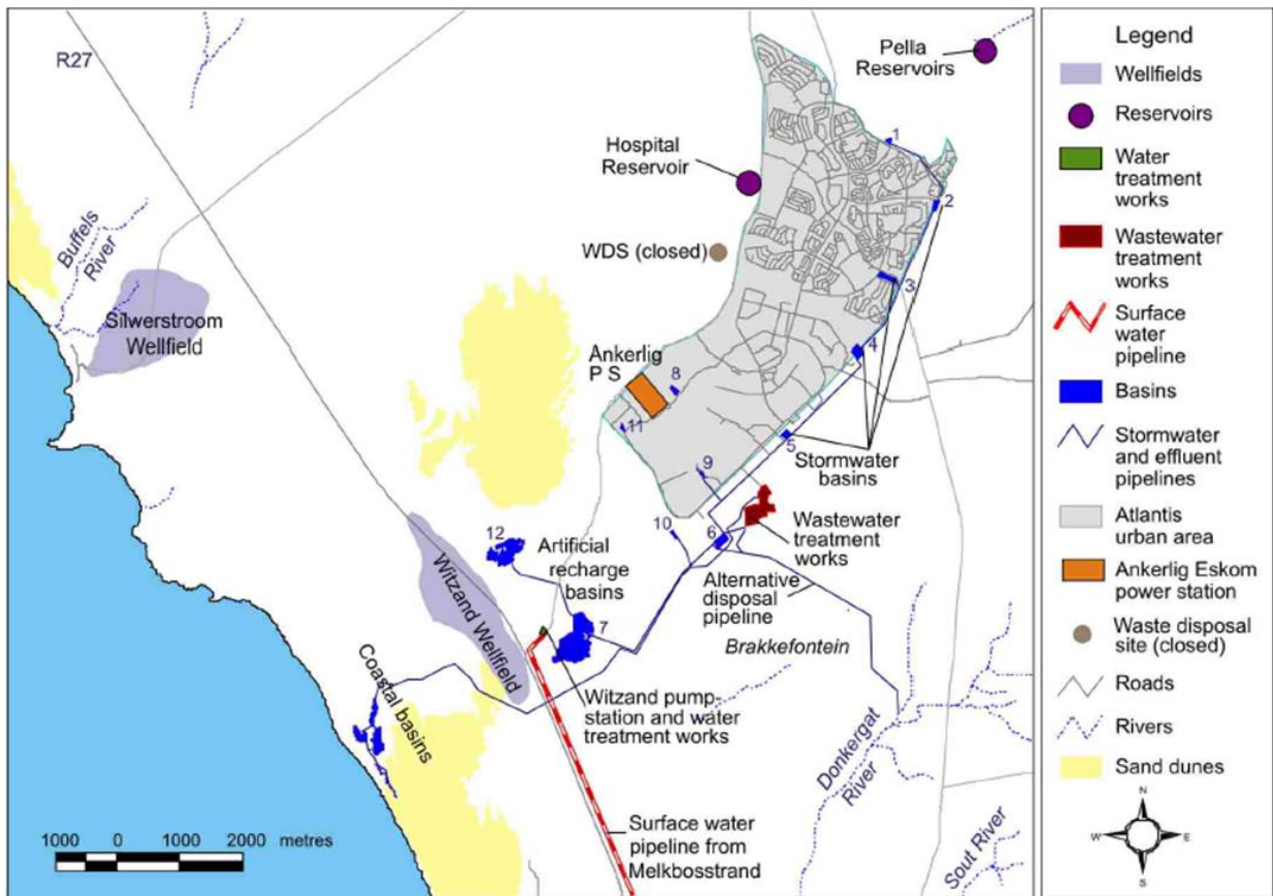 R27
Pella
Reservoirs
1
Hospital
Reservoir
2
WDS (closed)
Buffels
River
3
Silwerstroom
Wellfield
4
Ankerlig
P S
8
11
5
Stormwater
basins
9
10
6
Wastewater
treatment
works
12
Artificial
recharge
basins
Alternative
disposal
pipeline
Witzand Wellfield
7
Brakkefontein
Coastal basins
Witzand pump-
station and water
treatment works
Donkergat
River
Surface water
pipeline from
Melkbosstrand
Sout River
1000 0 1000 2000 metres
Legend
Wellfields
Reservoirs
Water
treatment
works
Wastewater
treatment
works
Surface
water
pipeline
Basins
Stormwater
and effluent
pipelines
Atlantis
urban area
Ankerlig Eskom
power station
Waste disposal
site (closed)
Roads
Rivers
Sand dunes
N
W E
S